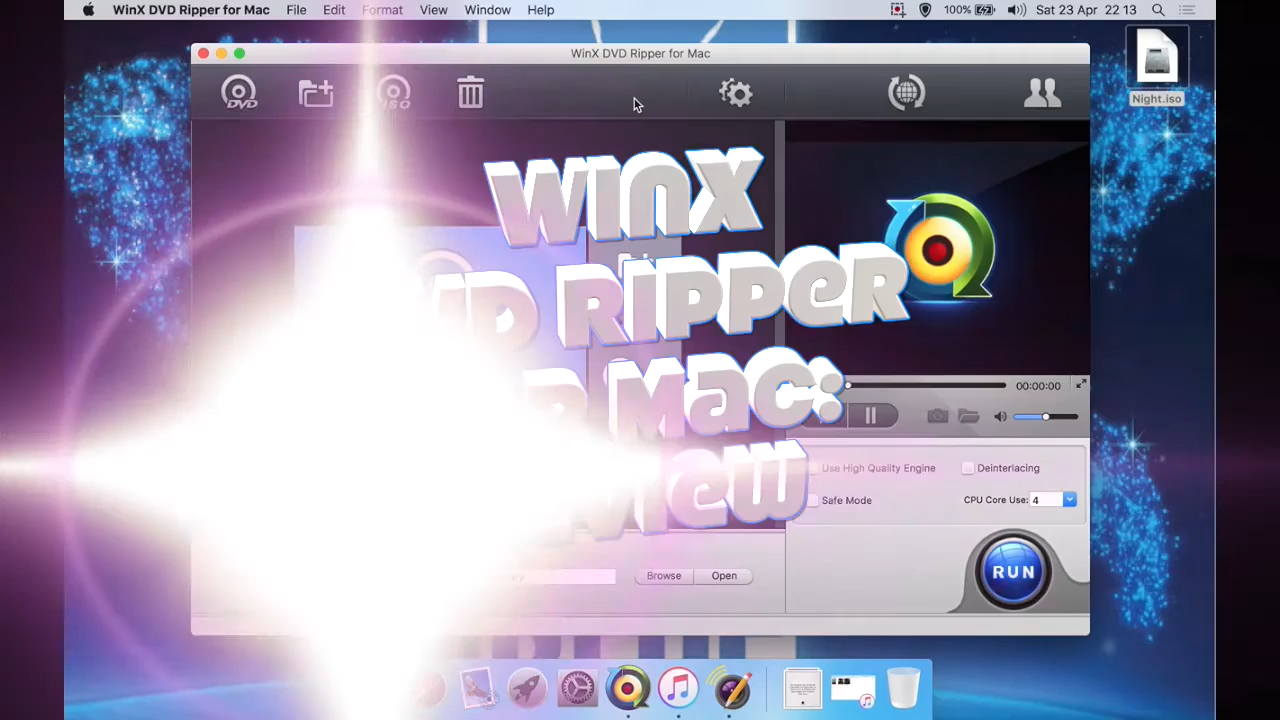 WinX DVD Ripper for Mac File Edit Format View Window Help 100% Sat 23 Apr 22 13
WinX DVD Ripper for Mac
DVD
ISO
Night.iso
WinX
RIPPER
Mac:
00:00:00
Use High Quality Engine Deinterlacing
Safe Mode CPU Core Use: 4
RUN
Browse Open